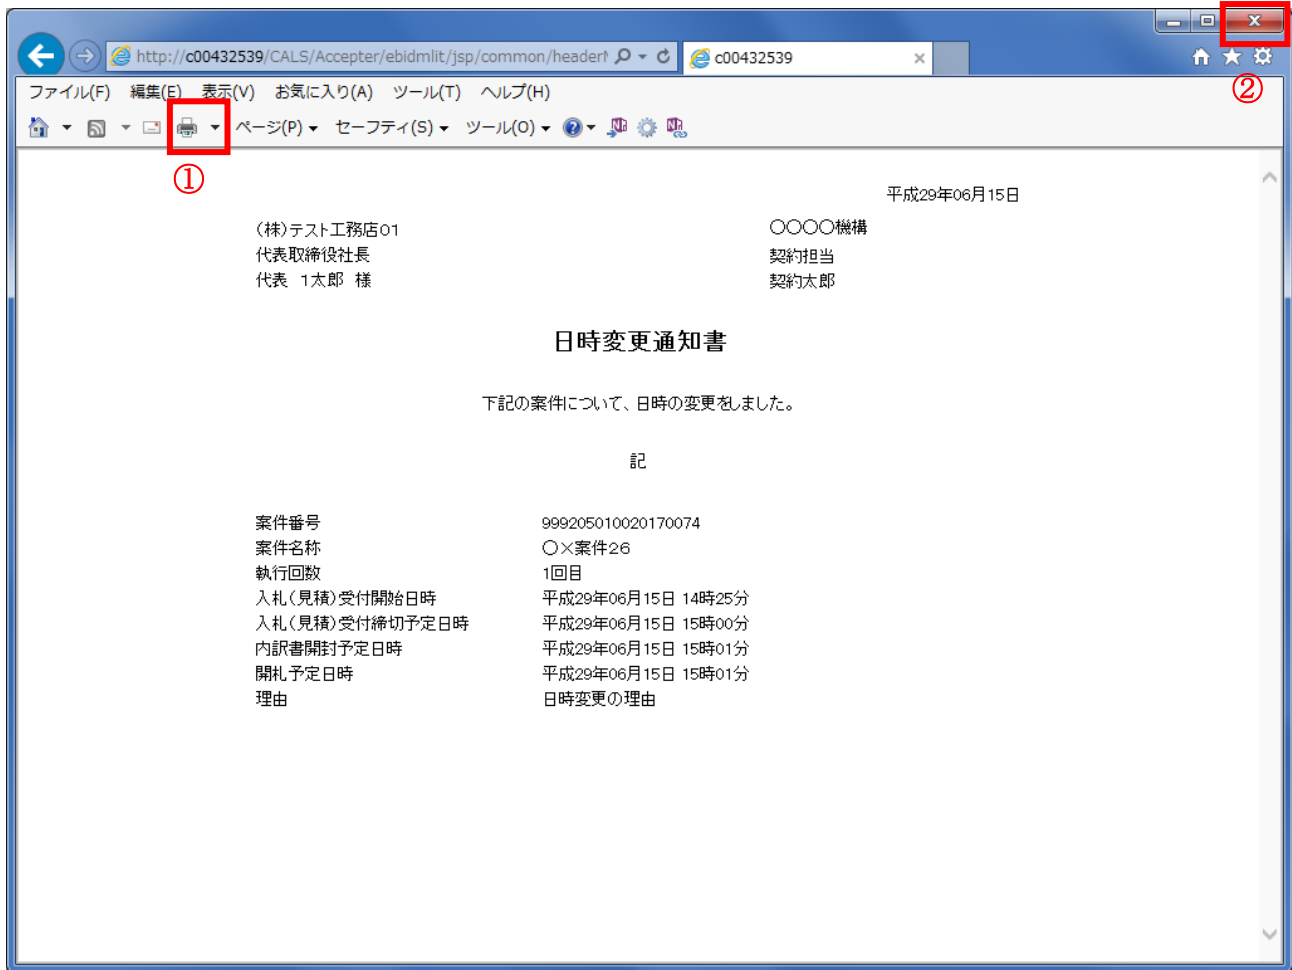 ②
http://c00432539/CALS/Accepter/ebidmlit/jsp/common/header
c00432539
ファイル(F) 編集(E) 表示(V) お気に入り(A) ツール(T) ヘルプ(H)
ページ(P) セーフティ(S) ツール(O)
①
平成29年06月15日
（株）テスト工務店01
〇〇〇〇機構
代表取締役社長
契約担当
代表 1太郎 様
契約太郎
日時変更通知書
下記の案件について、日時の変更をしました。
記
案件番号 999205010020170074
案件名称 〇×案件26
執行回数 1回目
入札（見積）受付開始日時 平成29年06月15日 14時25分
入札（見積）受付締切予定日時 平成29年06月15日 15時00分
内訳書開封予定日時 平成29年06月15日 15時01分
開札予定日時 平成29年06月15日 15時01分
理由 日時変更の理由